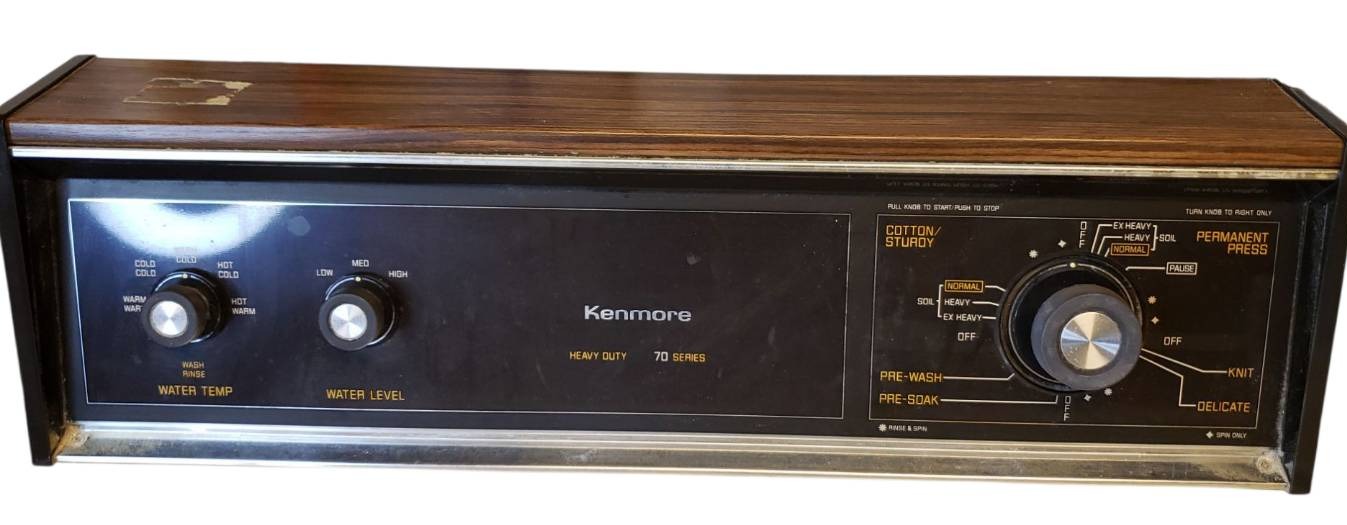 PULL KNOB TO START/PUSH TO STOP
TURN KNOB TO RIGHT ONLY
COLD
COLD
COLD
HOT
COLD
WARM
HOT
WARM
WASH
RINSE
WATER TEMP
LOW
MED
HIGH
WATER LEVEL
Kenmore
HEAVY DUTY 70 SERIES
COTTON/
STURDY
OFF
EX HEAVY
HEAVY
NORMAL
SOIL
PERMANENT
PRESS
PAUSE
NORMAL
SOIL
HEAVY
EX HEAVY
OFF
OFF
PRE-WASH
PRE-SOAK
OFF
KNIT
DELICATE
RINSE & SPIN
SPIN ONLY